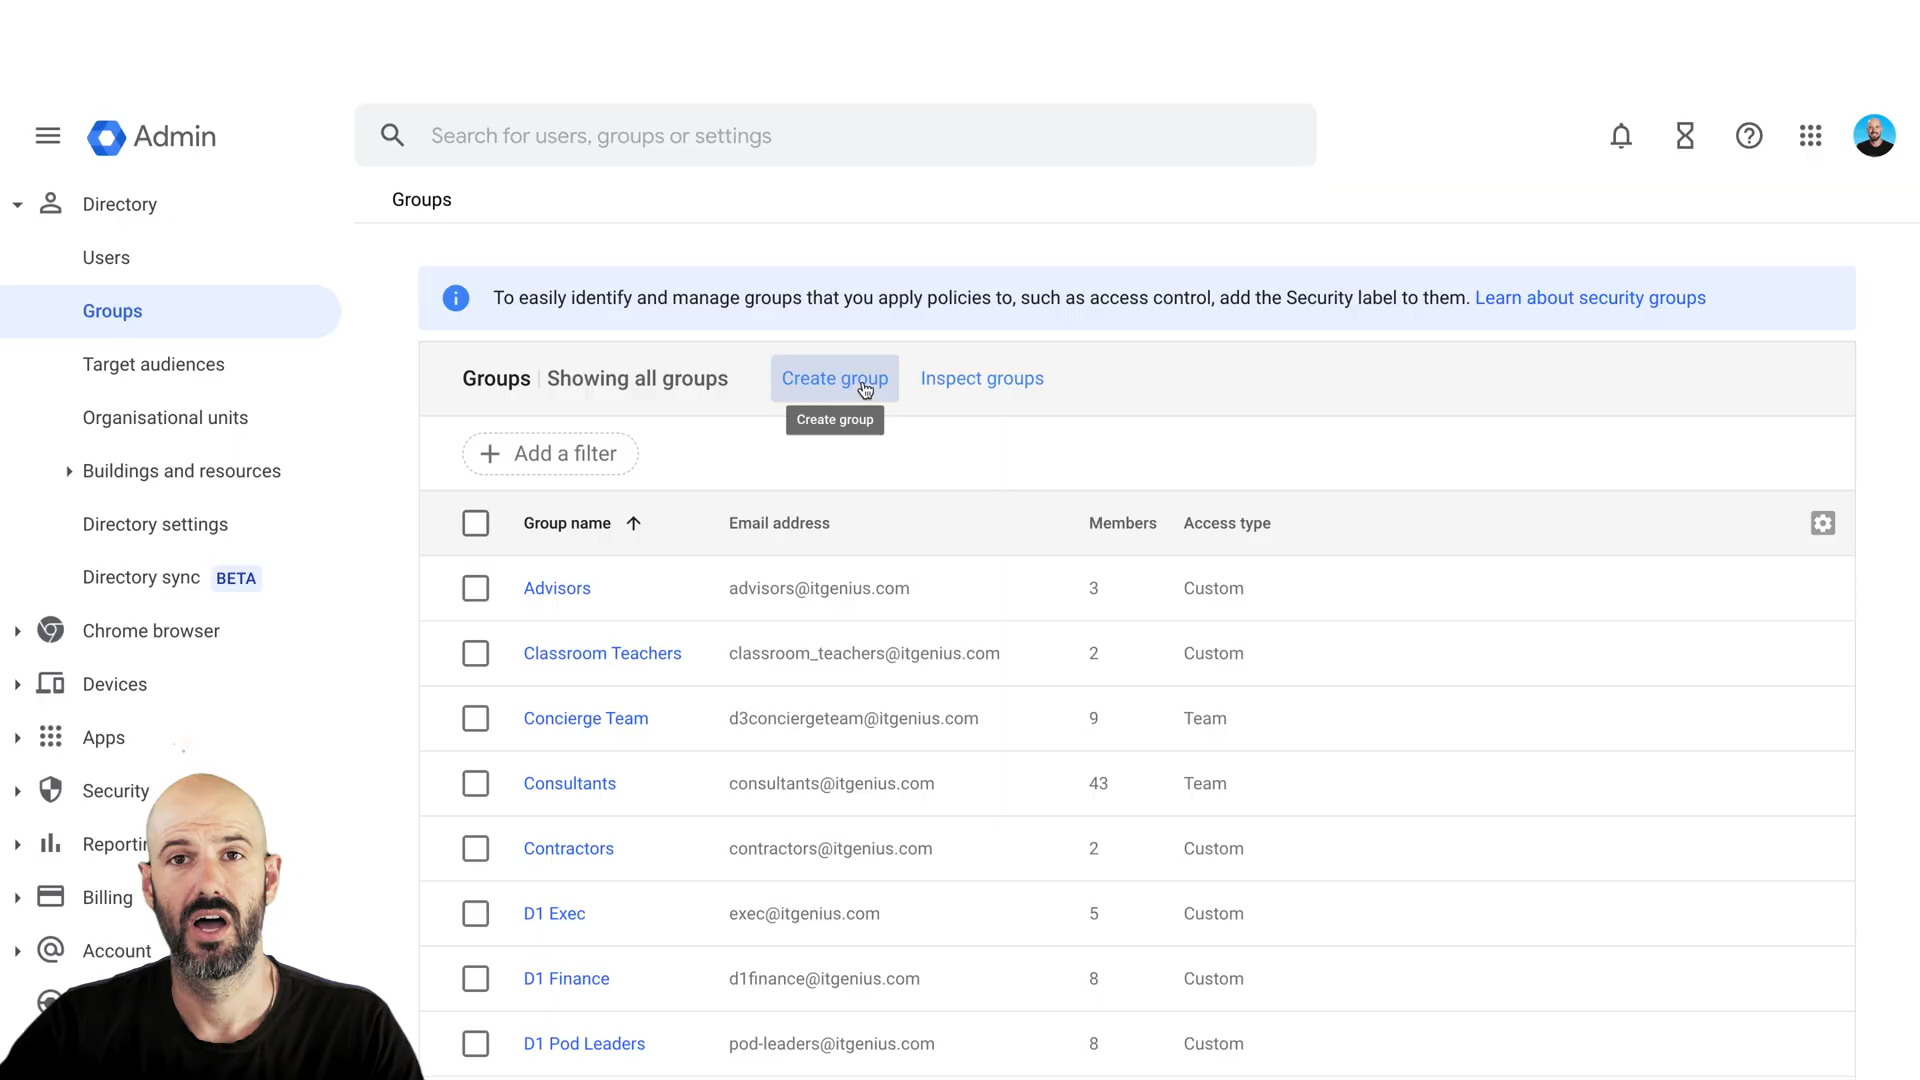 Admin
Search for users, groups or settings
Directory
Users
Groups
Target audiences
Organisational units
Buildings and resources
Directory settings
Directory sync BETA
Chrome browser
Devices
Apps
Security
Billing
Account
Groups
To easily identify and manage groups that you apply policies to, such as access control, add the Security label to them. Learn about security groups
Groups | Showing all groups Create group Inspect groups
Create group
+ Add a filter
Group name Email address Members Access type
Advisors advisors@itgenius.com 3 Custom
Classroom Teachers classroom_teachers@itgenius.com 2 Custom
Concierge Team d3conciergeteam@itgenius.com 9 Team
Consultants consultants@itgenius.com 43 Team
Contractors contractors@itgenius.com 2 Custom
D1 Exec exec@itgenius.com 5 Custom
D1 Finance d1finance@itgenius.com 8 Custom
D1 Pod Leaders pod-leaders@itgenius.com 8 Custom